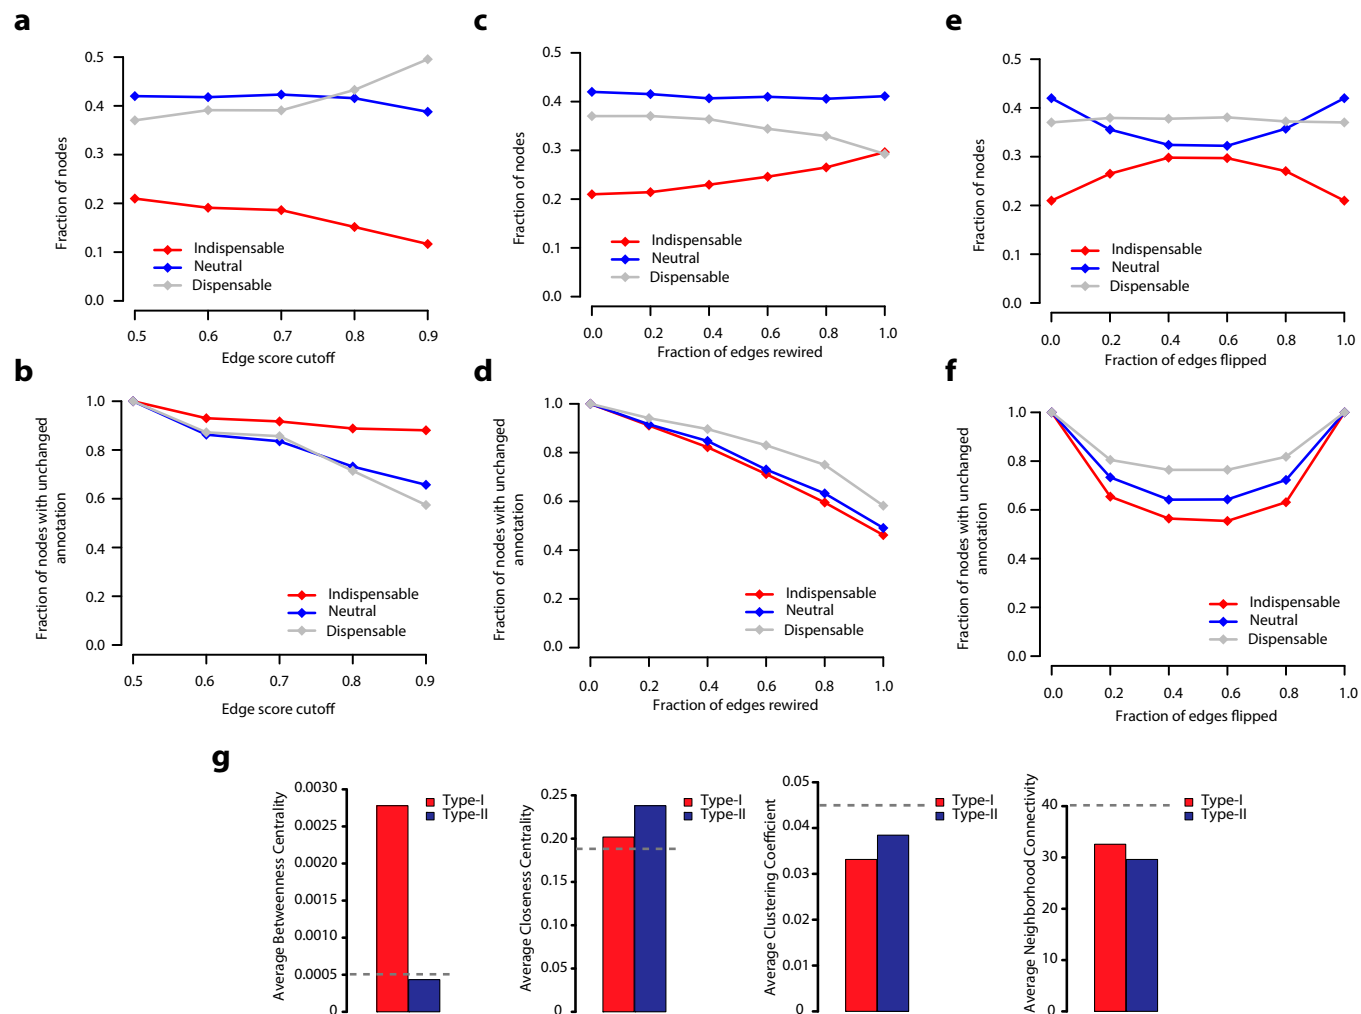 a
0.5
0.4
0.3
0.2
0.1
0.0
Fraction of nodes
Indispensable
Neutral
Dispensable
0.5 0.6 0.7 0.8 0.9
Edge score cutoff
c
0.5
0.4
0.3
0.2
0.1
0.0
Fraction of nodes
Indispensable
Neutral
Dispensable
0.0 0.2 0.4 0.6 0.8 1.0
Fraction of edges rewired
e
0.5
0.4
0.3
0.2
0.1
0.0
Fraction of nodes
Indispensable
Neutral
Dispensable
0.0 0.2 0.4 0.6 0.8 1.0
Fraction of edges flipped
b
1.0
0.8
0.6
0.4
0.2
0.0
Fraction of nodes with unchanged
annotation
Indispensable
Neutral
Dispensable
0.5 0.6 0.7 0.8 0.9
Edge score cutoff
d
1.0
0.8
0.6
0.4
0.2
0.0
Fraction of nodes with unchanged
annotation
Indispensable
Neutral
Dispensable
0.0 0.2 0.4 0.6 0.8 1.0
Fraction of edges rewired
f
1.0
0.8
0.6
0.4
0.2
0.0
Fraction of nodes with unchanged
annotation
Indispensable
Neutral
Dispensable
0.0 0.2 0.4 0.6 0.8 1.0
Fraction of edges flipped
g
0.0030
0.0025
0.0020
0.0015
0.0010
0.0005
0
Average Betweenness Centrality
Type-I
Type-II
0.25
0.20
0.15
0.10
0.05
0
Average Closeness Centrality
Type-I
Type-II
0.05
0.04
0.03
0.02
0.01
0
Average Clustering Coefficient
Type-I
Type-II
40
30
20
10
0
Average Neighborhood Connectivity
Type-I
Type-II